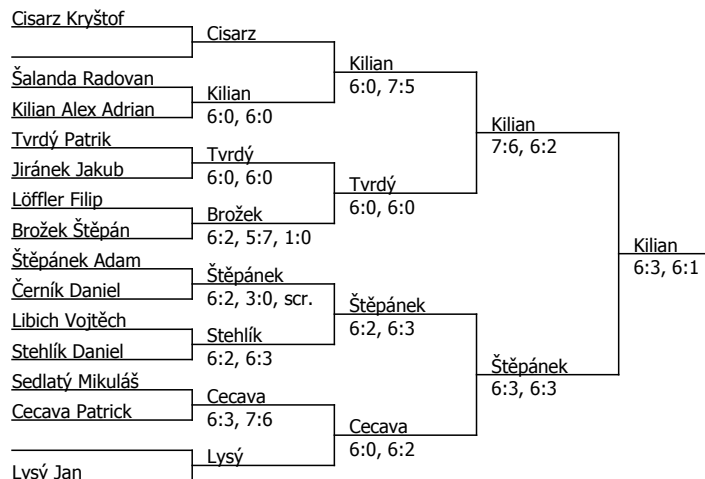 Cisarz Kryštof
Šalanda Radovan
Kilian Alex Adrian
Tvrdý Patrik
Jiránek Jakub
Löffler Filip
Brožek Štěpán
Štěpánek Adam
Černík Daniel
Libich Vojtěch
Stehlík Daniel
Sedlatý Mikuláš
Cecava Patrick
Lysý Jan
Cisarz
Kilian
6:0, 6:0
Tvrdý
6:0, 6:0
Brožek
6:2, 5:7, 1:0
Štěpánek
6:2, 3:0, scr.
Stehlík
6:2, 6:3
Cecava
6:3, 7:6
Lysý
Kilian
6:0, 7:5
Tvrdý
6:0, 6:0
Štěpánek
6:2, 6:3
Cecava
6:0, 6:2
Kilian
7:6, 6:2
Štěpánek
6:3, 6:3
Kilian
6:3, 6:1